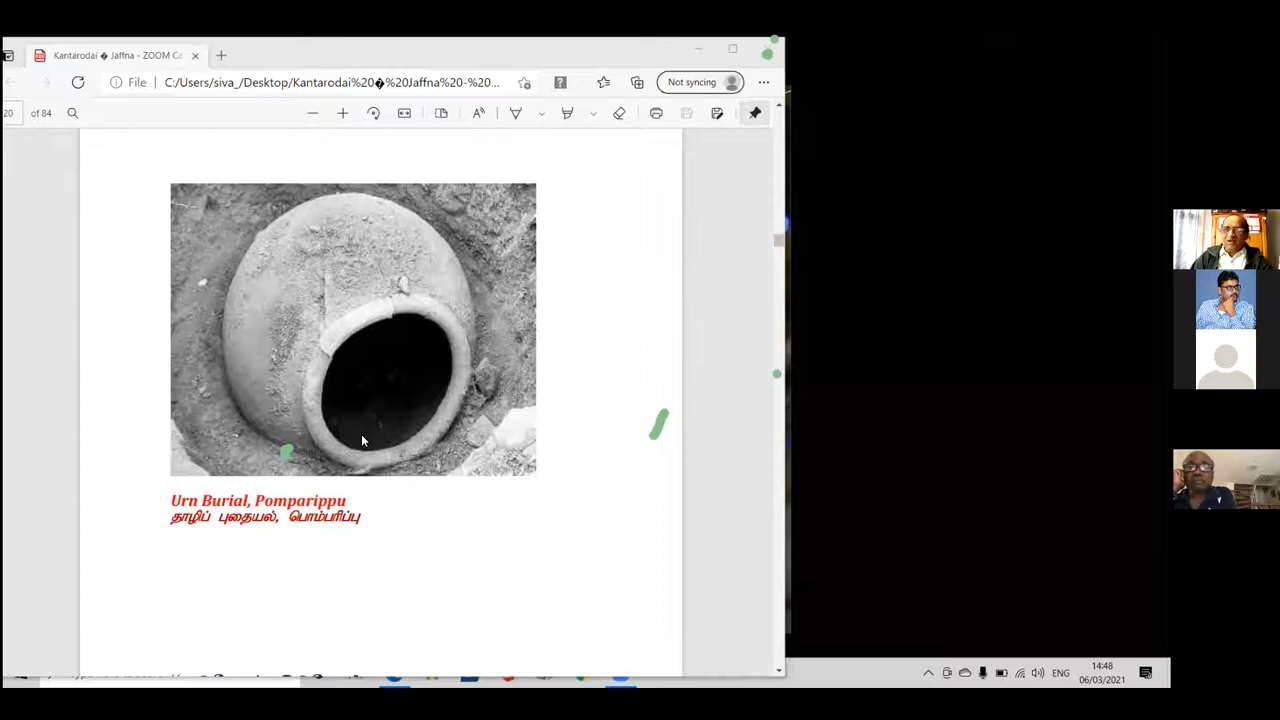 Kantarodai � Jaffna - ZOOM Ca
File
C:/Users/siva_/Desktop/Kantarodai%20�%20Jaffna%20-%20...
Not syncing
20 of 84
Urn Burial, Pomparippu
தாழிப் புதையல், பொம்பரிப்பு
ENG
14:48
06/03/2021